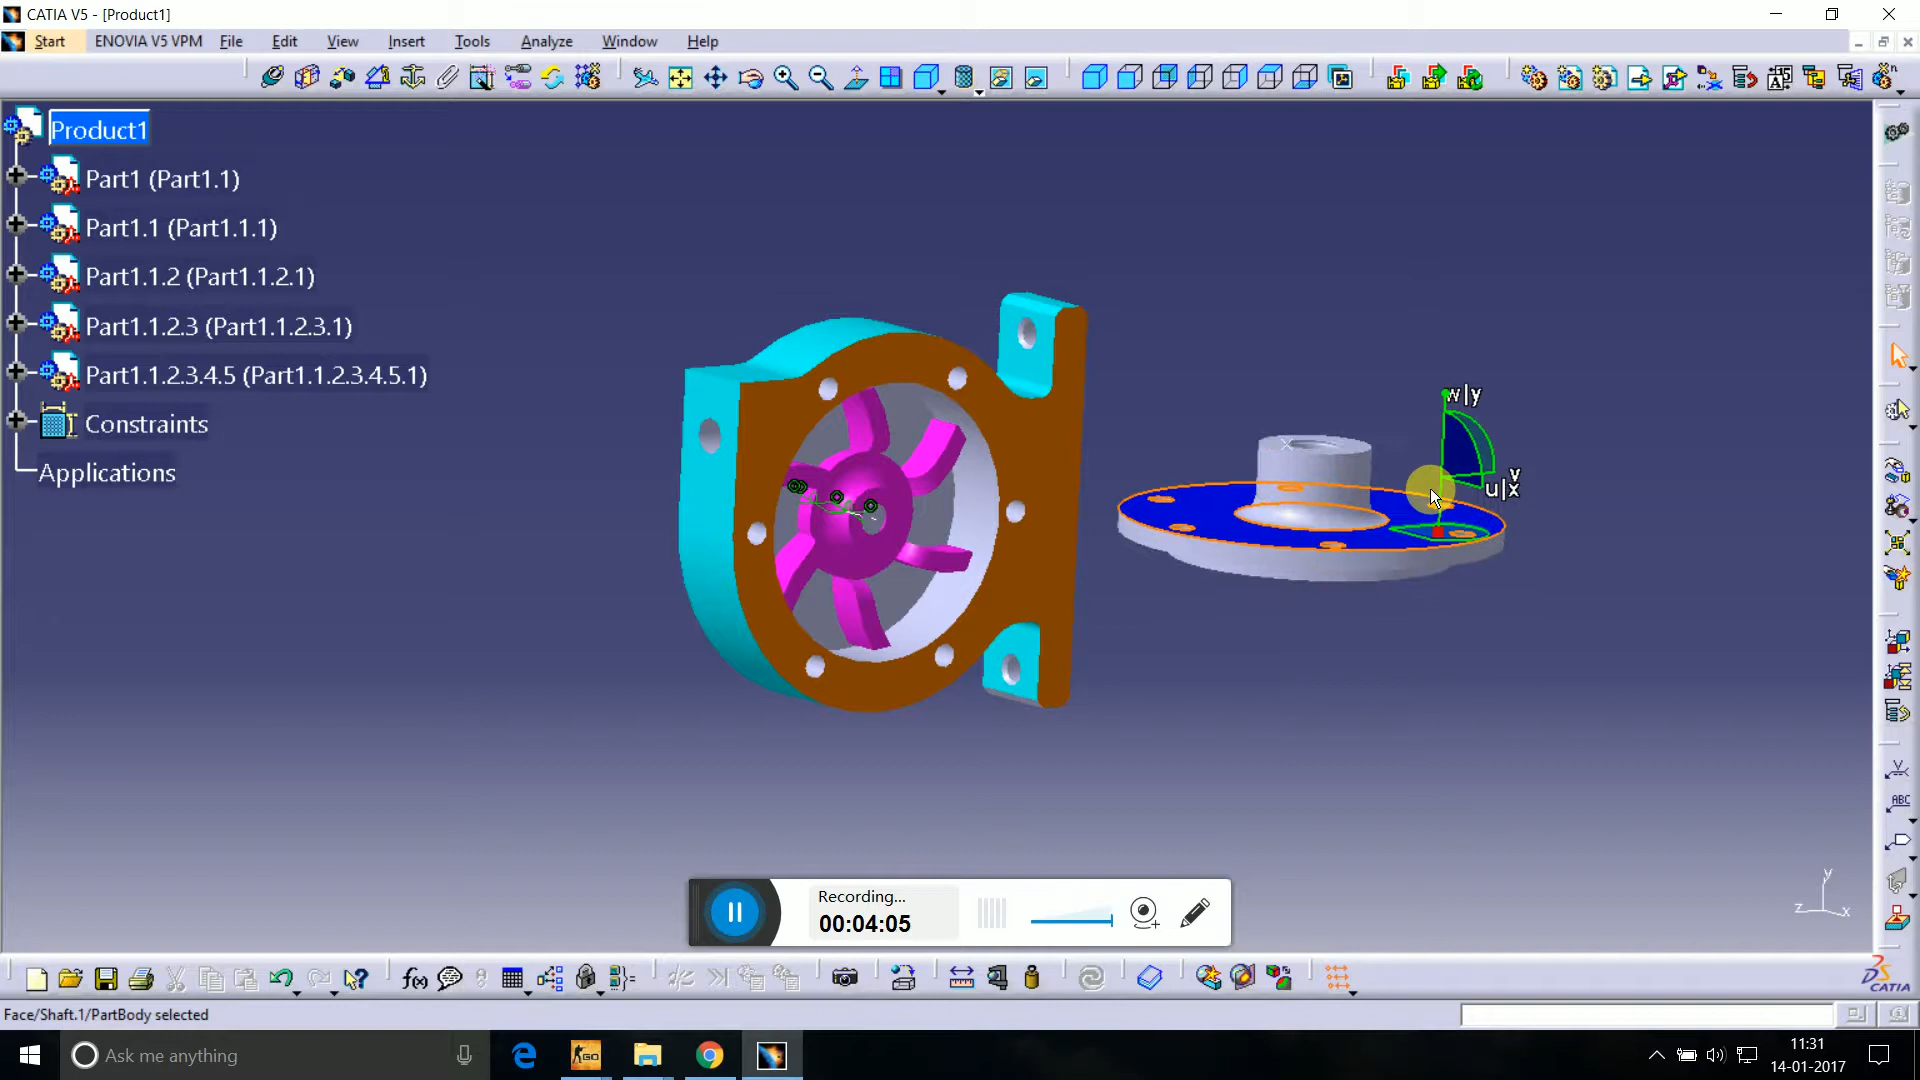 CATIA V5 - [Product1]
Start ENOVIA V5 VPM File Edit View Insert Tools Analyze Window Help
Product1
Part1 (Part1.1)
Part1.1 (Part1.1.1)
Part1.1.2 (Part1.1.2.1)
Part1.1.2.3 (Part1.1.2.3.1)
Part1.1.2.3.4.5 (Part1.1.2.3.4.5.1)
Constraints
Applications
w|y
v
u|x
y
z x
ABC
Recording...
00:04:05
f(x)
CATIA
Face/Shaft.1/PartBody selected
Ask me anything
GO
11:31
14-01-2017